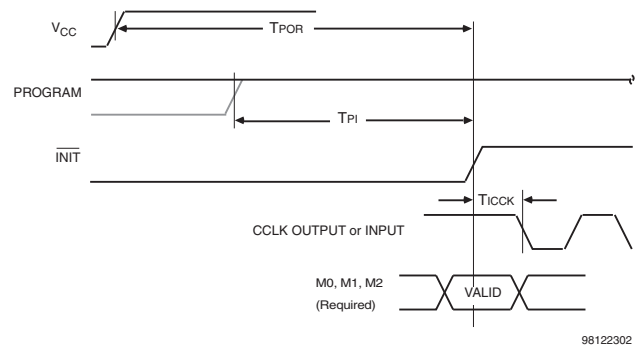 VCC
TPOR
PROGRAM
TPI
INIT
TICCK
CCLK OUTPUT or INPUT
M0, M1, M2
(Required)
VALID
98122302